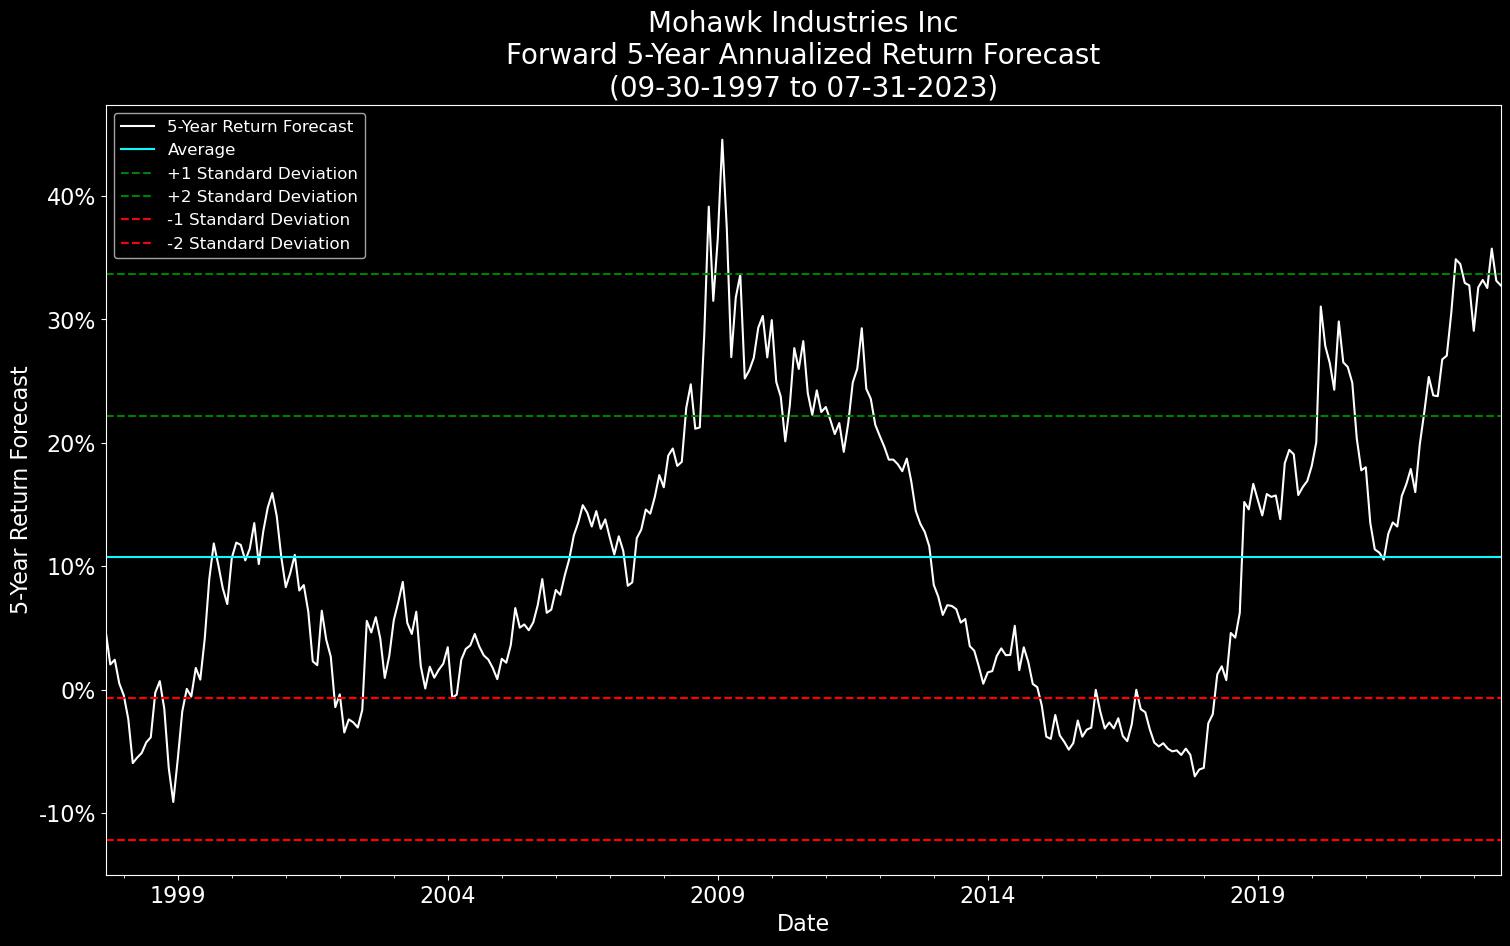 Mohawk Industries Inc
Forward 5-Year Annualized Return Forecast
(09-30-1997 to 07-31-2023)
5-Year Return Forecast
Average
+1 Standard Deviation
+2 Standard Deviation
-1 Standard Deviation
-2 Standard Deviation
5-Year Return Forecast
40%
30%
20%
10%
0%
-10%
1999
2004
2009
2014
2019
Date